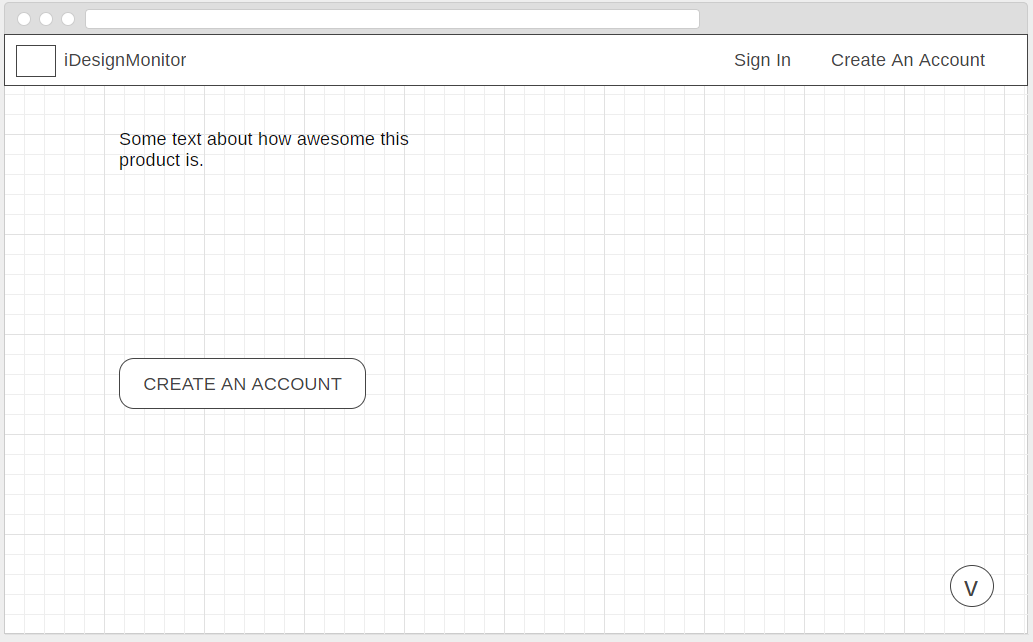 iDesignMonitor
Sign In
Create An Account
Some text about how awesome this
product is.
CREATE AN ACCOUNT
V